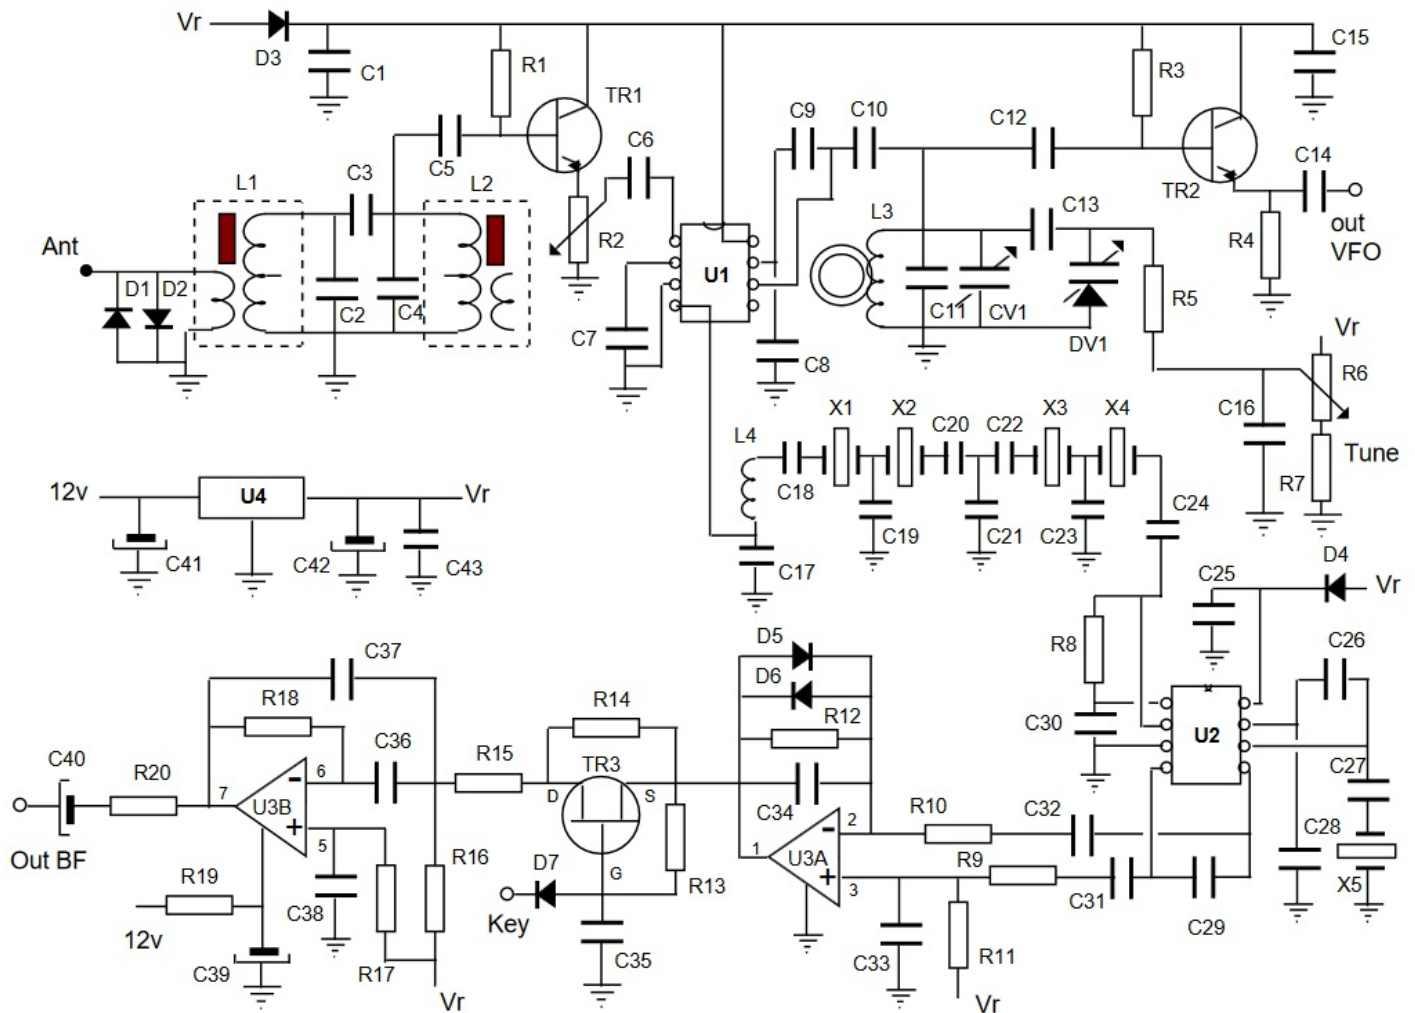 Vr
D3
C1
R1
TR1
C5
C6
C9
C10
C12
R3
C15
TR2
C14
out
VFO
R4
Ant
L1
C3
L2
D1
D2
C2
C4
R2
U1
C7
C8
L3
C11
CV1
C13
DV1
R5
Vr
R6
Tune
R7
C16
X1
X2
C20
C22
X3
X4
L4
C18
C19
C21
C23
C24
C17
12v
U4
Vr
C41
C42
C43
D4
Vr
C25
C26
R8
C30
U2
C27
C28
X5
C37
R18
C36
R15
R14
TR3
D
S
G
D5
D6
R12
C34
C40
R20
7
6
5
-
+
U3B
Out BF
R19
12v
C39
C38
R17
R16
Vr
D7
Key
C35
R13
1
2
3
-
+
U3A
R10
C32
R9
C31
C29
C33
R11
Vr